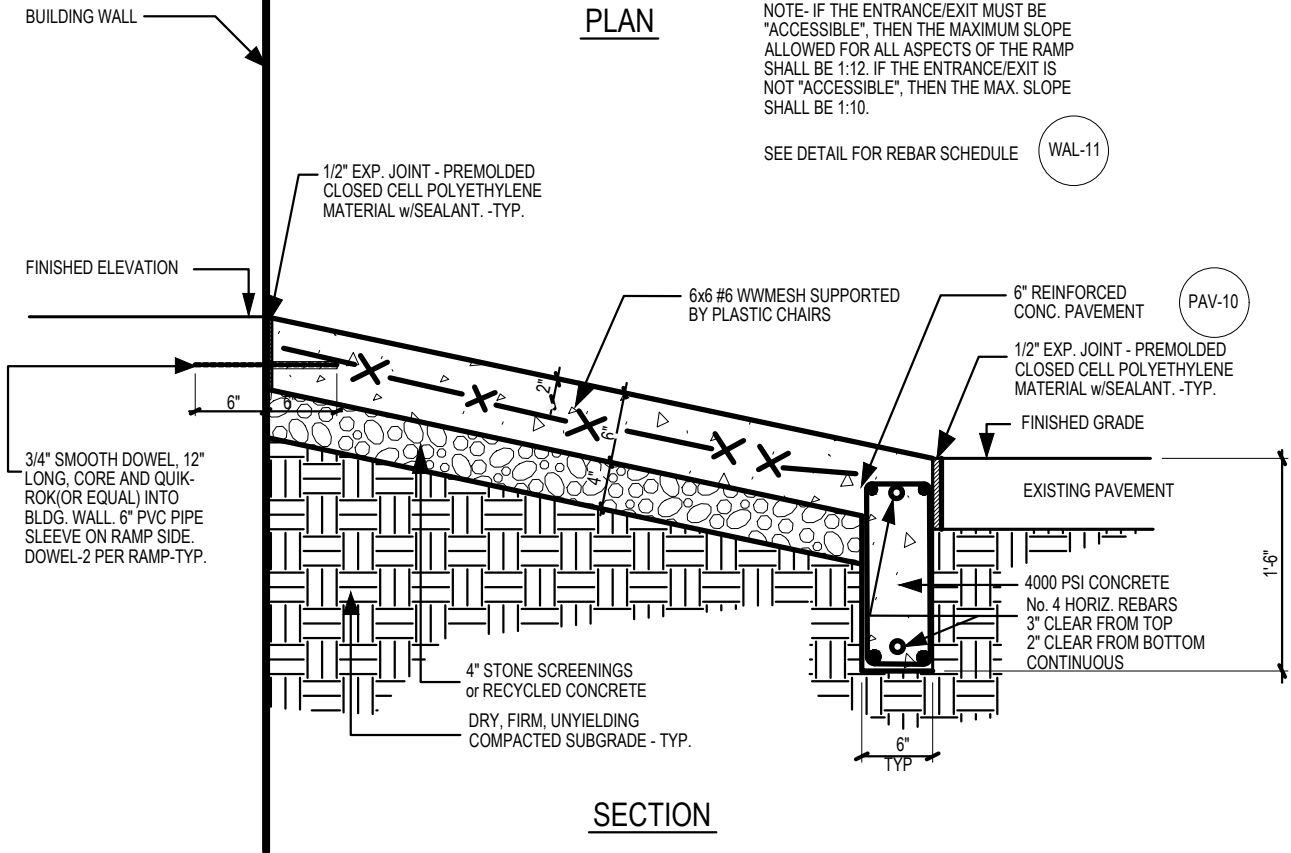 BUILDING WALL
PLAN
NOTE- IF THE ENTRANCE/EXIT MUST BE
"ACCESSIBLE", THEN THE MAXIMUM SLOPE
ALLOWED FOR ALL ASPECTS OF THE RAMP
SHALL BE 1:12. IF THE ENTRANCE/EXIT IS
NOT "ACCESSIBLE", THEN THE MAX. SLOPE
SHALL BE 1:10.
SEE DETAIL FOR REBAR SCHEDULE
WAL-11
1/2" EXP. JOINT - PREMOLDED
CLOSED CELL POLYETHYLENE
MATERIAL w/SEALANT. -TYP.
FINISHED ELEVATION
6x6 #6 WWMESH SUPPORTED
BY PLASTIC CHAIRS
6" REINFORCED
CONC. PAVEMENT
PAV-10
1/2" EXP. JOINT - PREMOLDED
CLOSED CELL POLYETHYLENE
MATERIAL w/SEALANT. -TYP.
FINISHED GRADE
EXISTING PAVEMENT
2"
6"
4"
6"
6
3/4" SMOOTH DOWEL, 12"
LONG, CORE AND QUIK-
ROK(OR EQUAL) INTO
BLDG. WALL. 6" PVC PIPE
SLEEVE ON RAMP SIDE.
DOWEL-2 PER RAMP-TYP.
1'-6"
4000 PSI CONCRETE
No. 4 HORIZ. REBARS
3" CLEAR FROM TOP
2" CLEAR FROM BOTTOM
CONTINUOUS
4" STONE SCREENINGS
or RECYCLED CONCRETE
DRY, FIRM, UNYIELDING
COMPACTED SUBGRADE - TYP.
6"
TYP
SECTION